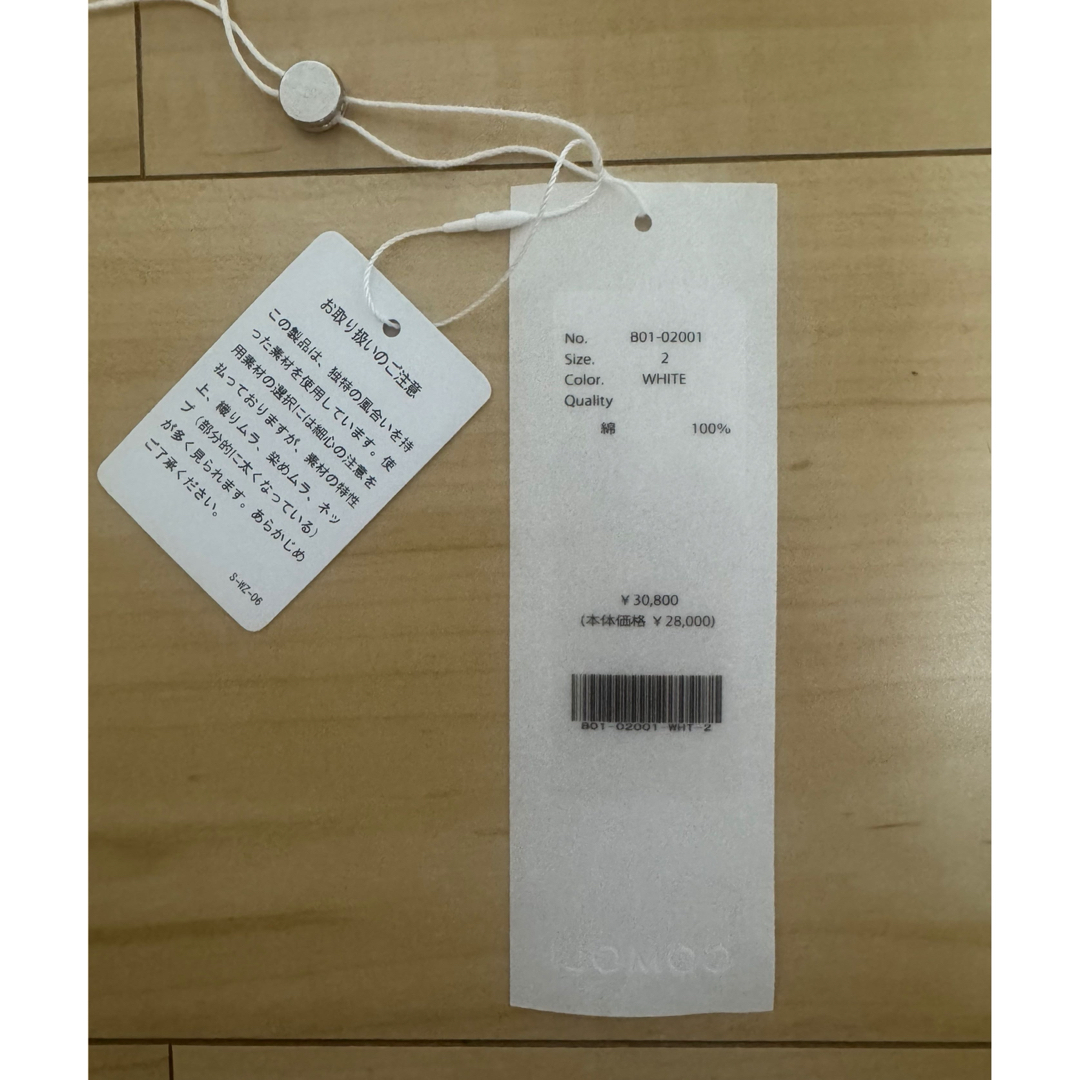 お取り扱いのご注意
この製品は、独特の風合いを持
った素材を使用しています。使
用素材の選択には細心の注意を
払っておりますが、素材の特性
上、織りムラ、染めムラ、ネッ
プ(部分的に太くなっている)
が多く見られます。あらかじめ
ご了承ください。
S-WZ-06
No. B01-02001
Size. 2
Color. WHITE
Quality
綿 100%
¥30,800
(本体価格 ¥28,000)
B01-02001-WHT-2